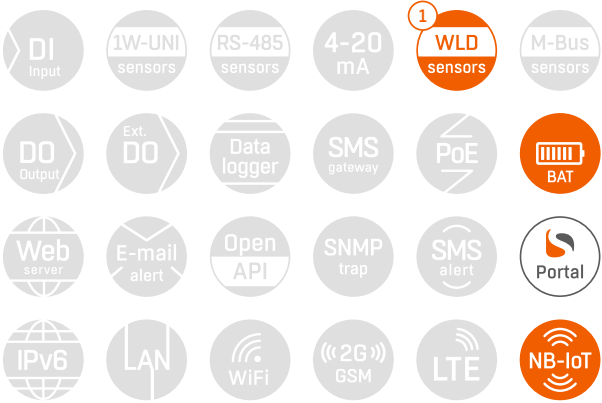 DI
Input
1W-UNI
sensors
RS-485
sensors
4-20
mA
1
WLD
sensors
M-Bus
sensors
DO
Output
Ext.
DO
Data
logger
SMS
gateway
PoE
BAT
Web
server
E-mail
alert
Open
API
SNMP
trap
SMS
alert
Portal
IPv6
LAN
WiFi
2G
GSM
LTE
NB-IoT